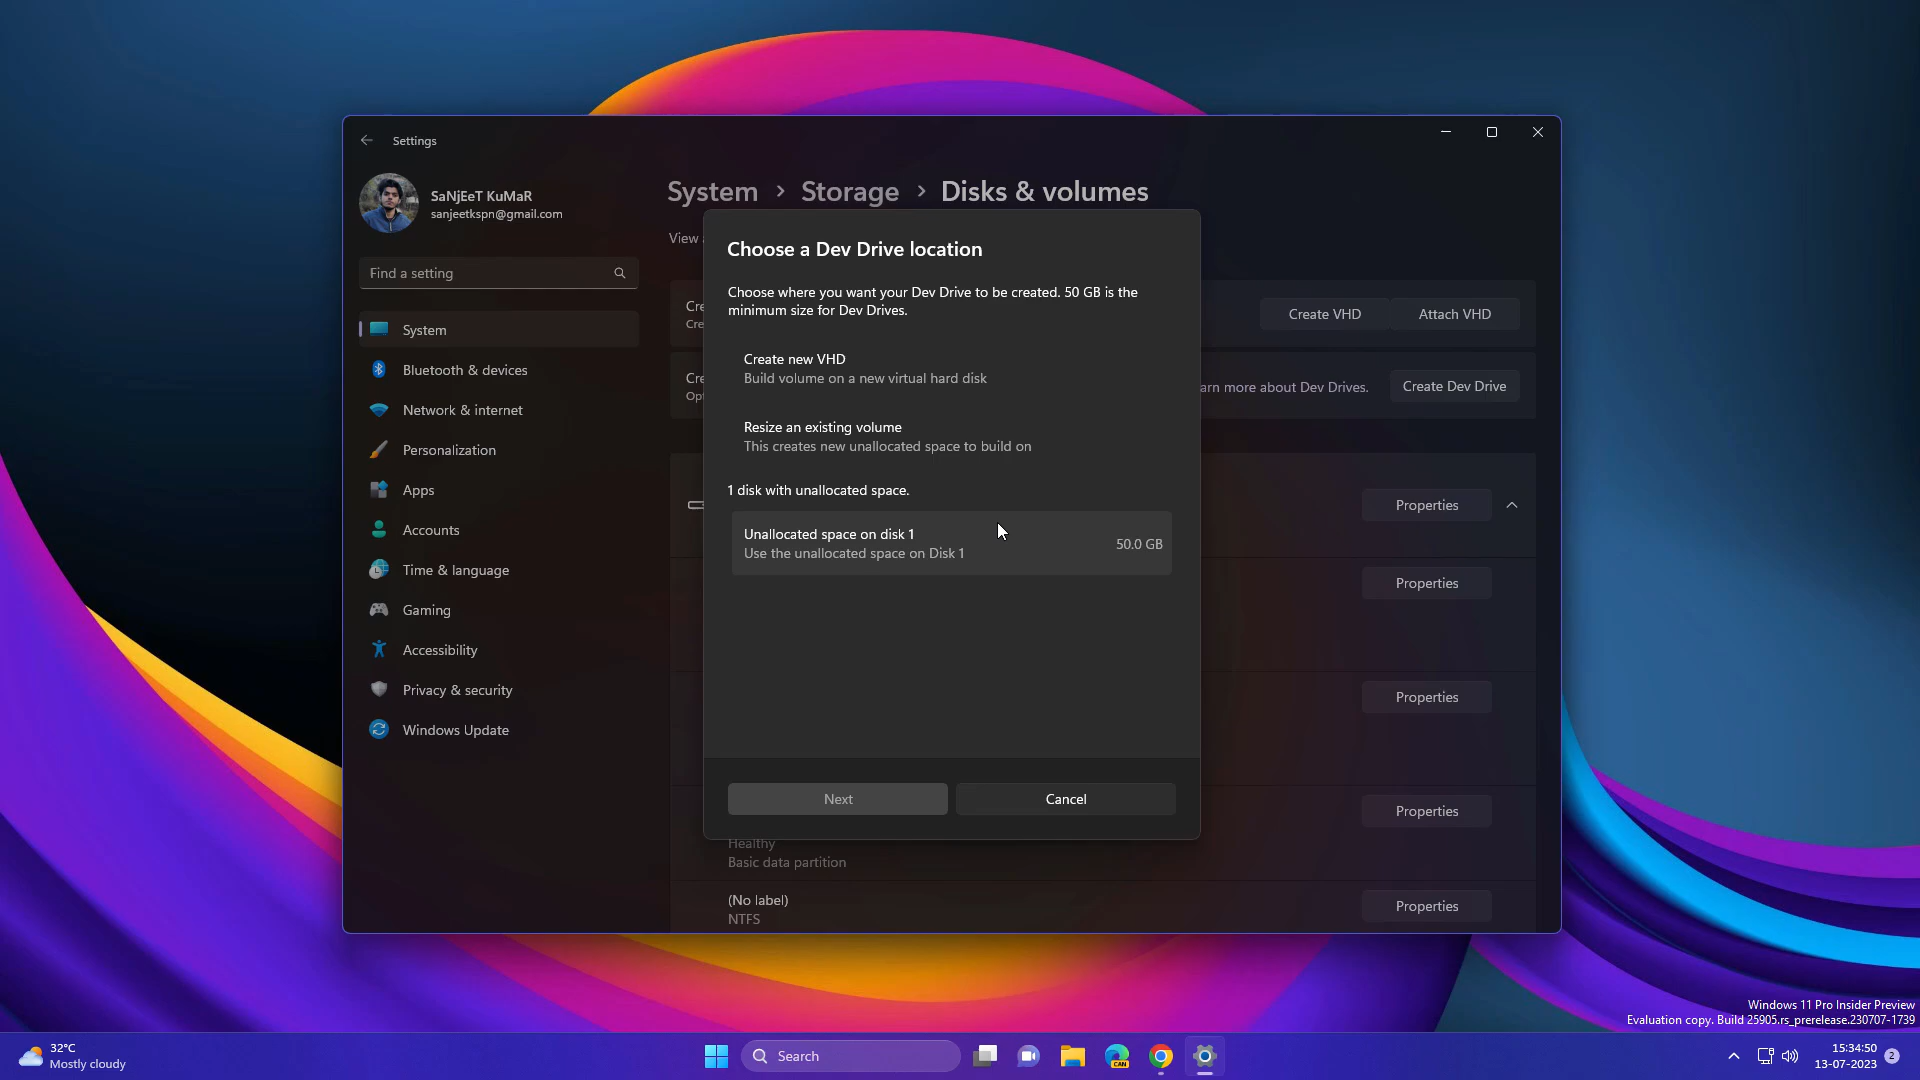 Settings
SaNjEeT KuMaR
sanjeetkspn@gmail.com
Find a setting
System
Bluetooth & devices
Network & internet
Personalization
Apps
Accounts
Time & language
Gaming
Accessibility
Privacy & security
Windows Update
System > Storage > Disks & volumes
View
Cre
Cre
Create VHD
Attach VHD
Cre
Opt
arn more about Dev Drives.
Create Dev Drive
Choose a Dev Drive location
Choose where you want your Dev Drive to be created. 50 GB is the
minimum size for Dev Drives.
Create new VHD
Build volume on a new virtual hard disk
Resize an existing volume
This creates new unallocated space to build on
1 disk with unallocated space.
Unallocated space on disk 1
Use the unallocated space on Disk 1
50.0 GB
Next
Cancel
Properties
Properties
Properties
Properties
Healthy
Basic data partition
(No label)
NTFS
Properties
Windows 11 Pro Insider Preview
Evaluation copy. Build 25905.rs_prerelease.230707-1739
32°C
Mostly cloudy
Search
CAN
15:34:50
13-07-2023
2